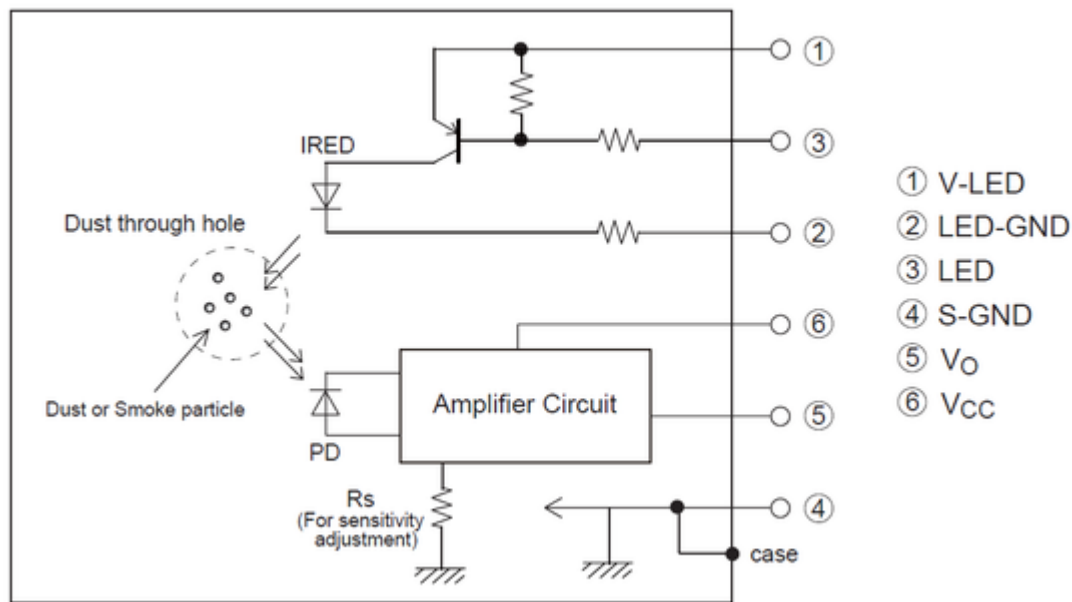 ①
③
IRED
Dust through hole
②
⑥
Dust or Smoke particle
Amplifier Circuit
PD
⑤
Rs
(For sensitivity
adjustment)
④
case
① V-LED
② LED-GND
③ LED
④ S-GND
⑤ VO
⑥ VCC